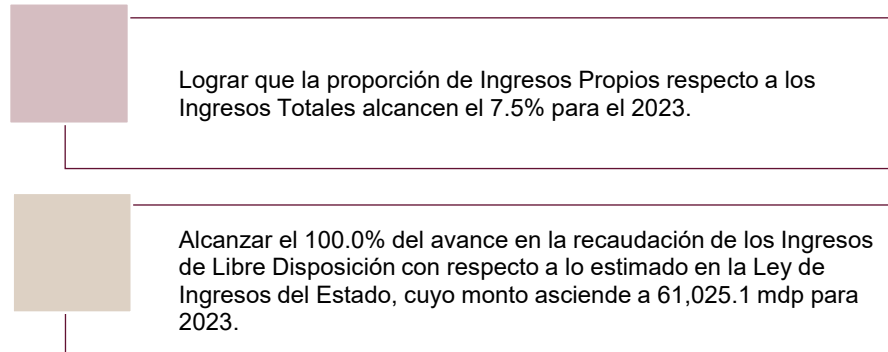 Lograr que la proporción de Ingresos Propios respecto a los
Ingresos Totales alcancen el 7.5% para el 2023.
Alcanzar el 100.0% del avance en la recaudación de los Ingresos
de Libre Disposición con respecto a lo estimado en la Ley de
Ingresos del Estado, cuyo monto asciende a 61,025.1 mdp para
2023.